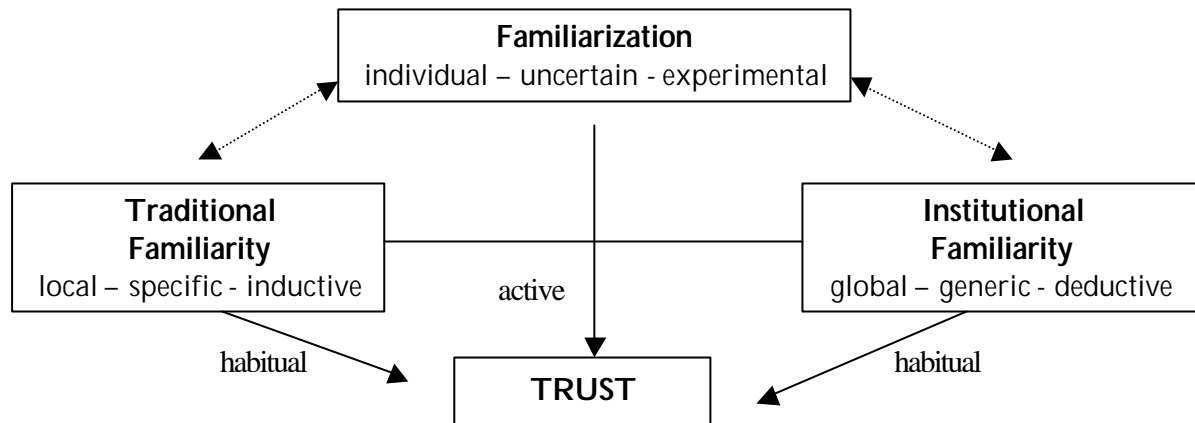 Familiarization
individual – uncertain - experimental
Traditional
Familiarity
local – specific - inductive
Institutional
Familiarity
global – generic - deductive
active
habitual
habitual
TRUST